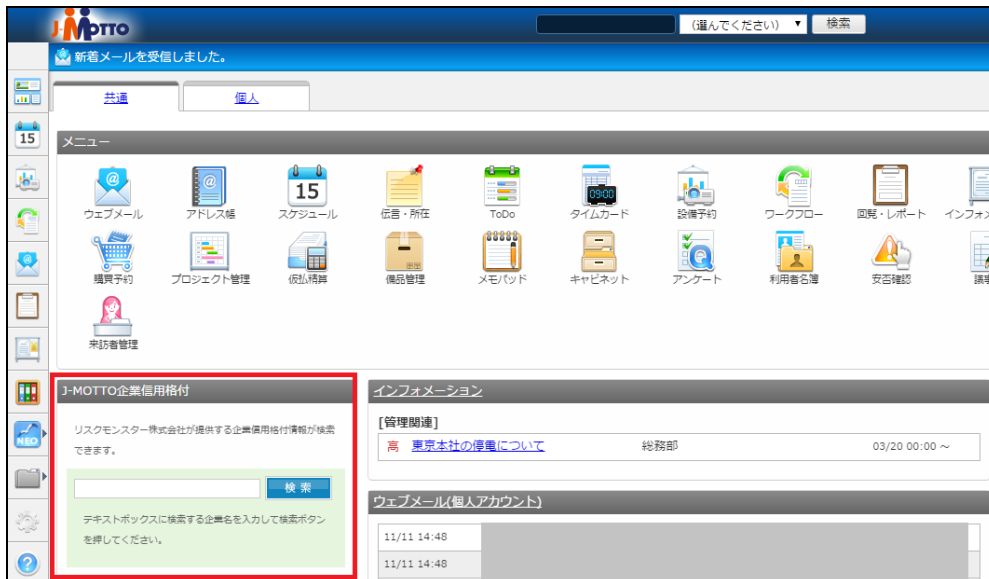 J-MOTTO
(選んでください) ▼ 検索
新着メールを受信しました。
共通 個人
メニュー
15
ウェブメール アドレス帳 スケジュール 伝言・所在 ToDo タイムカード 設備予約 ワークフロー 回覧・レポート インフォメ
15 09:00
購買予約 プロジェクト管理 仮払精算 備品管理 メモパッド キャビネット アンケート 利用者名簿 安否確認 議事
来訪者管理
J-MOTTO企業信用格付
リスクモンスター株式会社が提供する企業信用格付情報が検索
できます。
検 索
テキストボックスに検索する企業名を入力して検索ボタン
を押してください。
NEO
インフォメーション
[管理関連]
高 東京本社の停電について 総務部 03/20 00:00 ～
ウェブメール(個人アカウント)
11/11 14:48
11/11 14:48